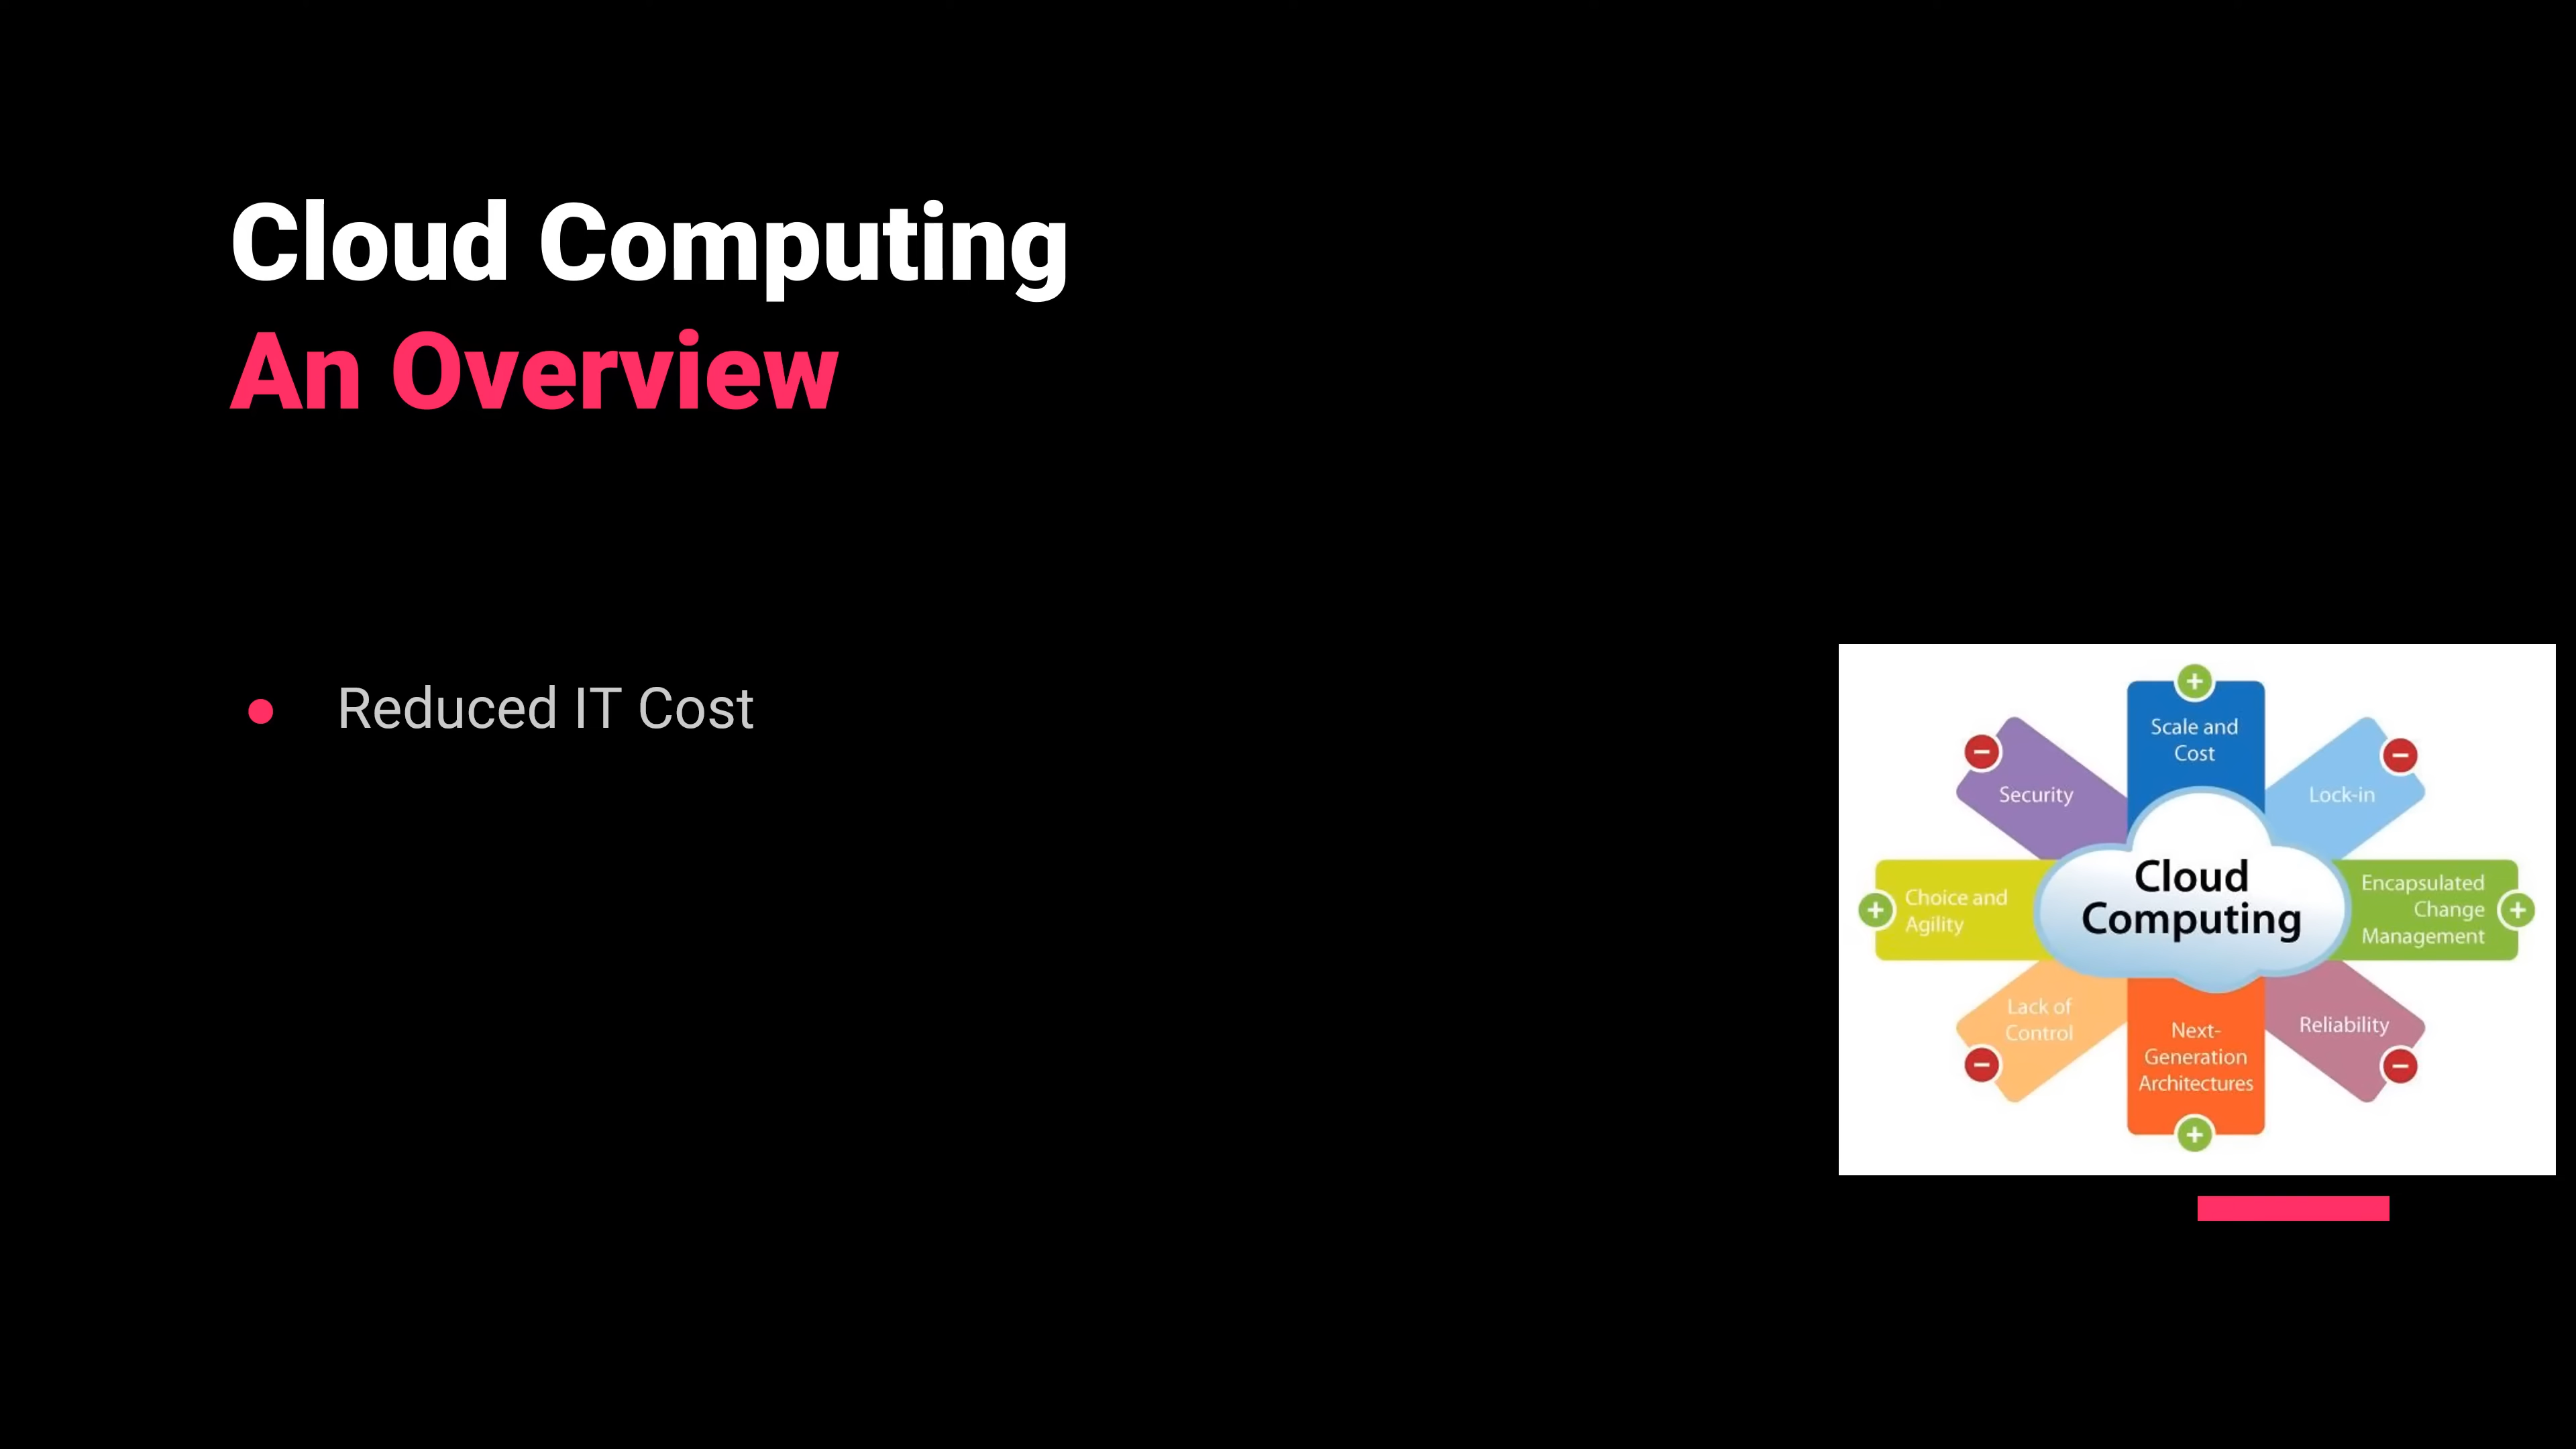 Cloud Computing
An Overview
Reduced IT Cost
Scale and
Cost
Security
Lock-in
Choice and
Agility
Cloud
Computing
Encapsulated
Change
Management
Lack of
Control
Next-
Generation
Architectures
Reliability